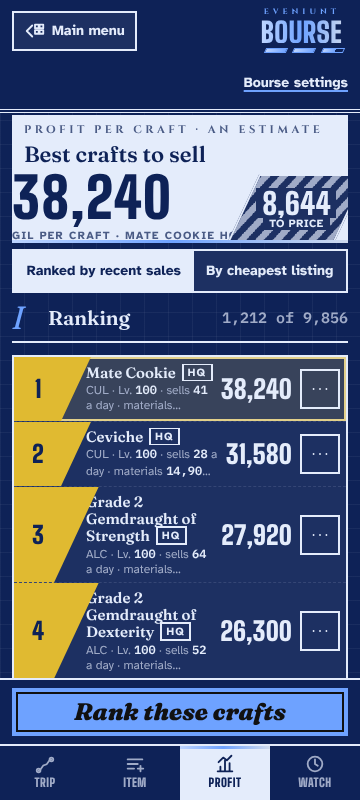 Main menu
EVENIUNT
BOURSE
Bourse settings
PROFIT PER CRAFT · AN ESTIMATE
Best crafts to sell
38,240
GIL PER CRAFT · MATE COOKIE
8,644
TO PRICE
Ranked by recent sales
By cheapest listing
I Ranking 1,212 of 9,856
1
Mate Cookie HQ
CUL · Lv. 100 · sells 41
a day · materials...
38,240
...
2
Ceviche HQ
CUL · Lv. 100 · sells 28 a
day · materials 14,90...
31,580
...
3
Grade 2
Gemdraught of
Strength HQ
ALC · Lv. 100 · sells 64
a day · materials...
27,920
...
4
Grade 2
Gemdraught of
Dexterity HQ
ALC · Lv. 100 · sells 52
a day · materials...
26,300
...
Rank these crafts
TRIP
ITEM
PROFIT
WATCH